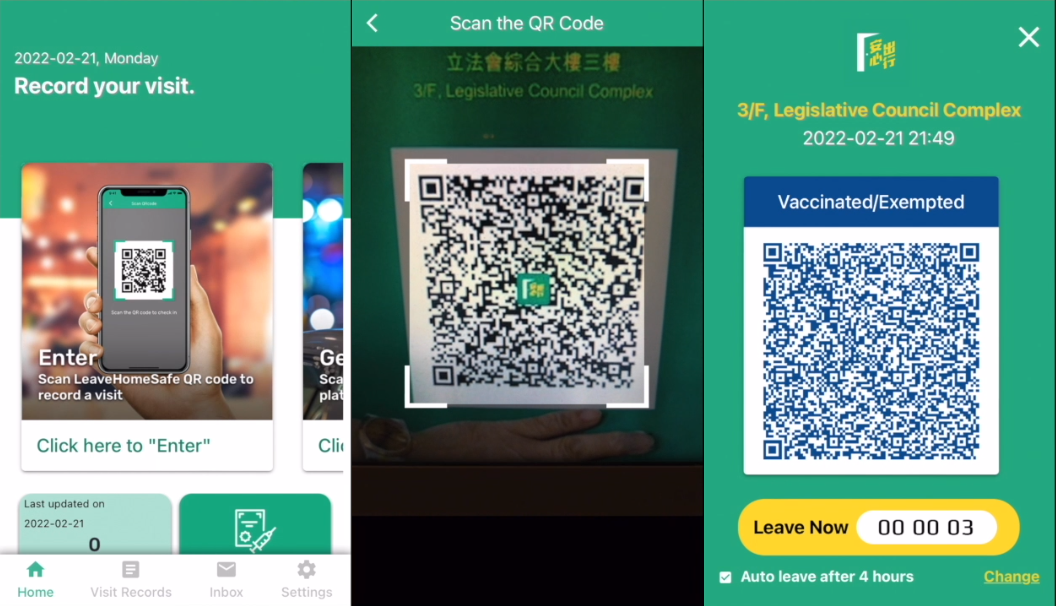 2022-02-21, Monday
Record your visit.
Scan QR code
Scan the QR code to check in
Enter
Scan LeaveHomeSafe QR code to
record a visit
Click here to "Enter"
Ge
Sca
plat
Clic
Last updated on
2022-02-21
0
Home
Visit Records
Inbox
Settings
Scan the QR Code
立法會綜合大樓三樓
3/F, Legislative Council Complex
安出
心行
3/F, Legislative Council Complex
2022-02-21 21:49
Vaccinated/Exempted
Leave Now 00 00 03
Auto leave after 4 hours
Change